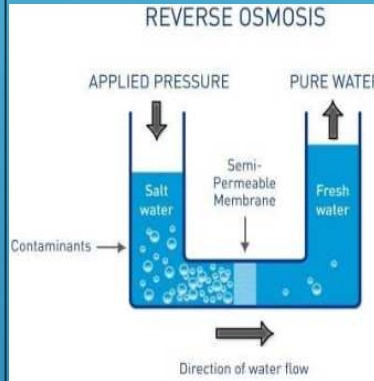 REVERSE OSMOSIS
APPLIED PRESSURE
PURE WATER
Semi-
Permeable
Membrane
Salt
water
Fresh
water
Contaminants
Direction of water flow